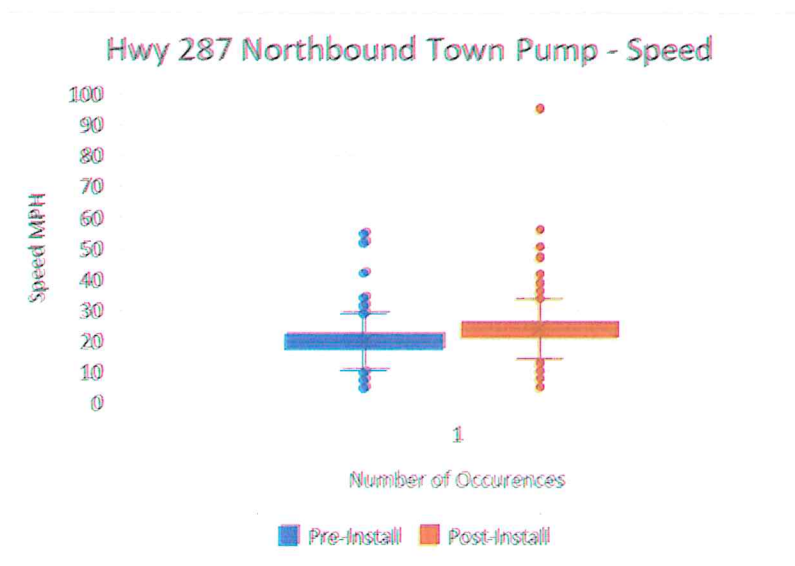 Hwy 287 Northbound Town Pump - Speed
100
90
80
70
60
50
40
30
20
10
0
Speed MPH
1
Number of Occurences
Pre-Install
Post-Install